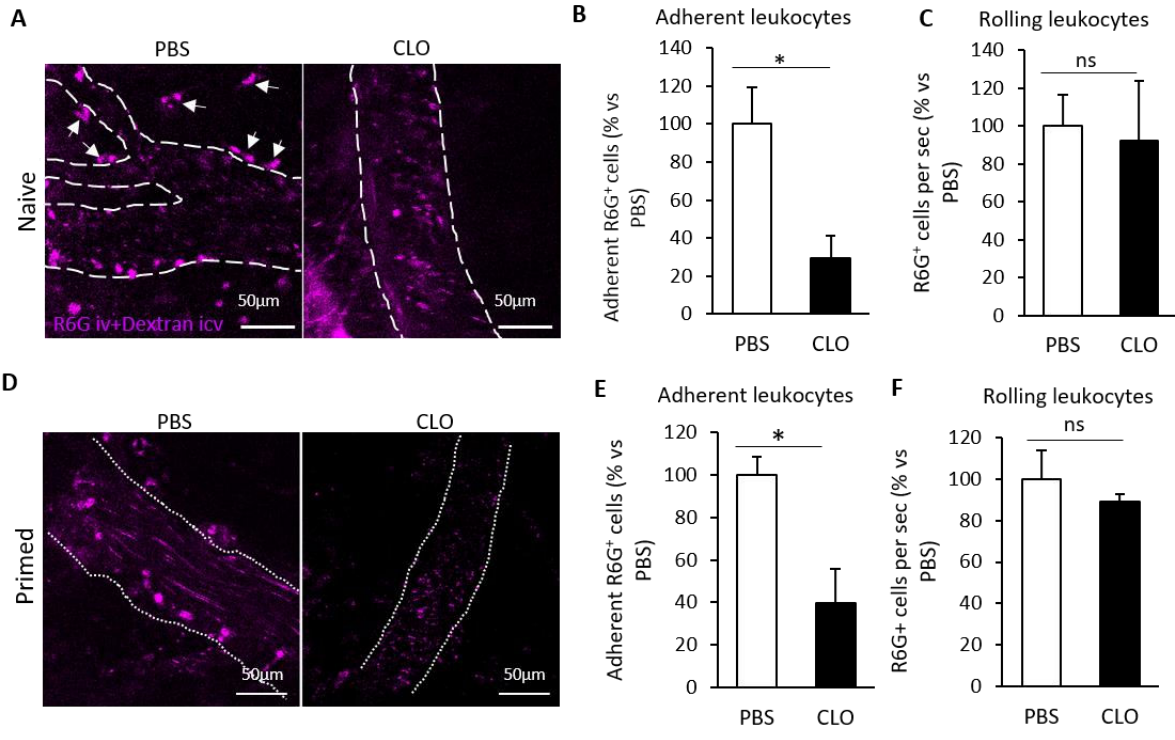 A
PBS
CLO
Naive
50µm
50µm
R6G iv+Dextran icv
B
Adherent leukocytes
Adherent R6G⁺ cells (% vs
PBS)
140
120
100
80
60
40
20
0
*
PBS
CLO
C
Rolling leukocytes
R6G⁺ cells per sec (% vs
PBS)
140
120
100
80
60
40
20
0
ns
PBS
CLO
D
PBS
CLO
Primed
50µm
50µm
E
Adherent leukocytes
Adherent R6G⁺ cells (% vs
PBS)
120
100
80
60
40
20
0
*
PBS
CLO
F
Rolling leukocytes
R6G+ cells per sec (% vs
PBS)
120
100
80
60
40
20
0
ns
PBS
CLO